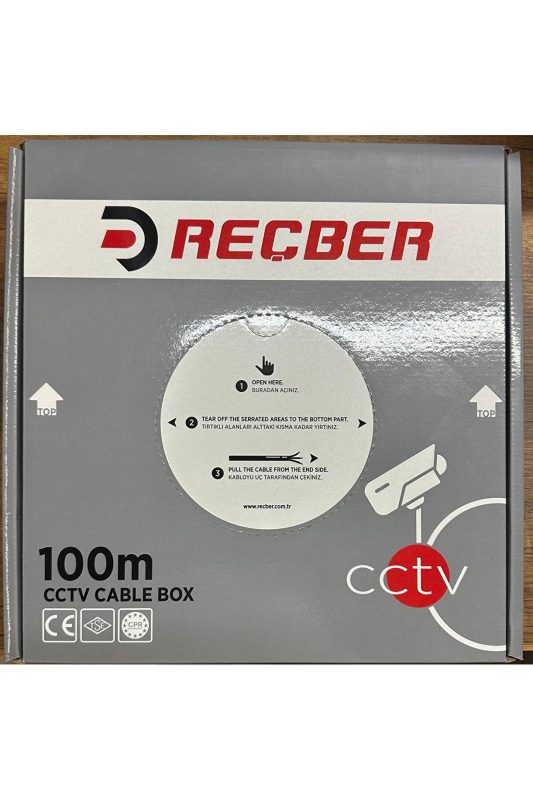 REÇBER
1 OPEN HERE.
BURADAN AÇINIZ.
2 TEAR OFF THE SERRATED AREAS TO THE BOTTOM PART.
TIRTIKLI ALANLARI ALTTAKİ KISMA KADAR YIRTINIZ.
3 PULL THE CABLE FROM THE END SIDE.
KABLOYU UÇ TARAFINDAN ÇEKİNİZ.
www.recber.com.tr
TOP
TOP
100m
CCTV CABLE BOX
CE TSE CPR
cctv